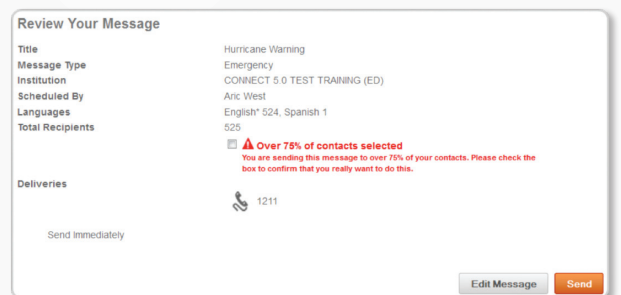 Review Your Message
Title Hurricane Warning
Message Type Emergency
Institution CONNECT 5.0 TEST TRAINING (ED)
Scheduled By Aric West
Languages English* 524, Spanish 1
Total Recipients 525
Over 75% of contacts selected
You are sending this message to over 75% of your contacts. Please check the
box to confirm that you really want to do this.
Deliveries
1211
Send Immediately
Edit Message Send